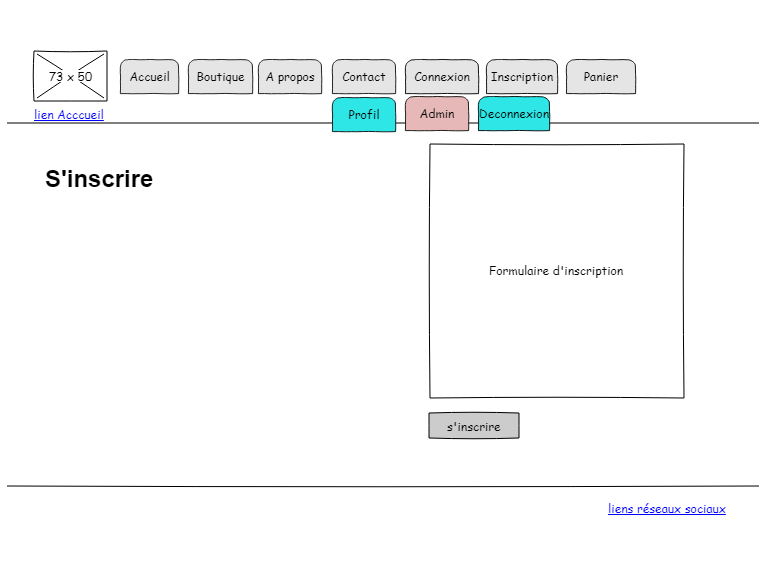 73 x 50
Accueil
Boutique
A propos
Contact
Connexion
Inscription
Panier
lien Acccueil
Profil
Admin
Deconnexion
S'inscrire
Formulaire d'inscription
s'inscrire
liens réseaux sociaux